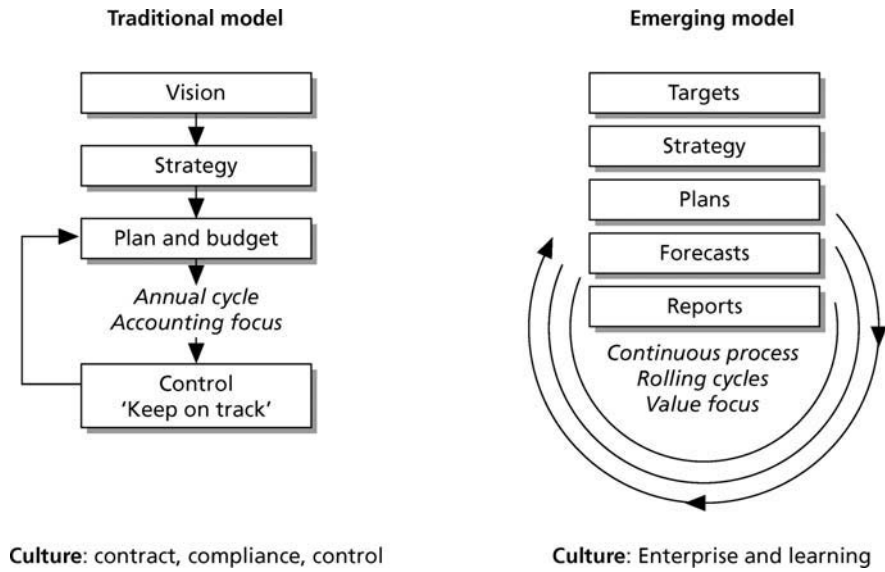 Traditional model
Vision
Strategy
Plan and budget
Annual cycle
Accounting focus
Control
‘Keep on track’
Culture: contract, compliance, control
Emerging model
Targets
Strategy
Plans
Forecasts
Reports
Continuous process
Rolling cycles
Value focus
Culture: Enterprise and learning